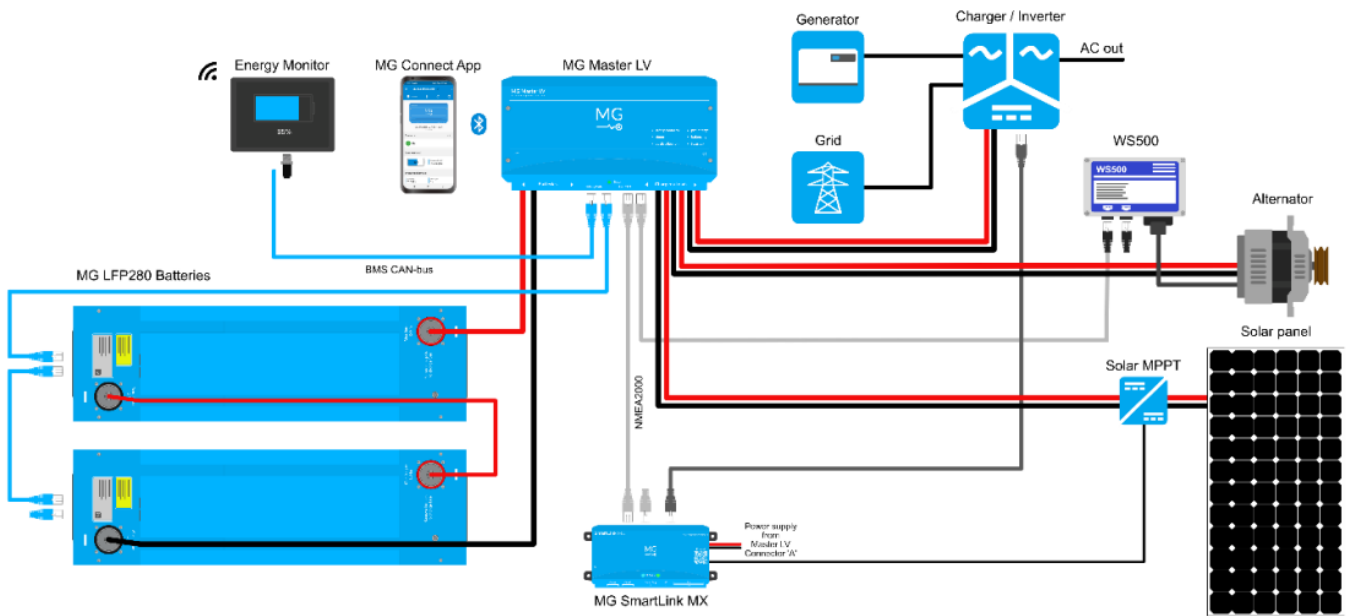 Generator
Charger / Inverter
AC out
Energy Monitor
MG Connect App
MG Master LV
MG Master LV
MG
Grid
WS500
WS500
Alternator
BMS CAN-bus
MG LFP280 Batteries
Solar panel
Solar MPPT
NMEA2000
Power supply
from
Master LV
Connector 'A'
MG
MG SmartLink MX